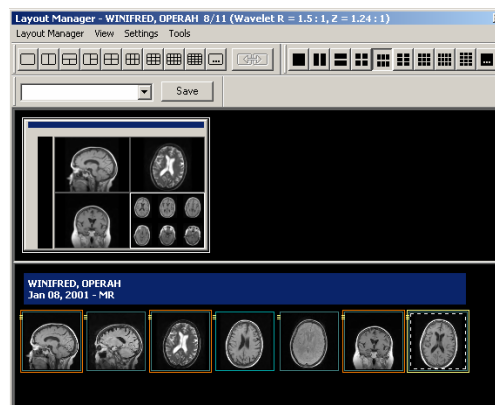 Layout Manager - WINIFRED, OPERAH 8/11 (Wavelet R = 1.5 : 1, Z = 1.24 : 1)
Layout Manager View Settings Tools
...
...
Save
WINIFRED, OPERAH
Jan 08, 2001 - MR